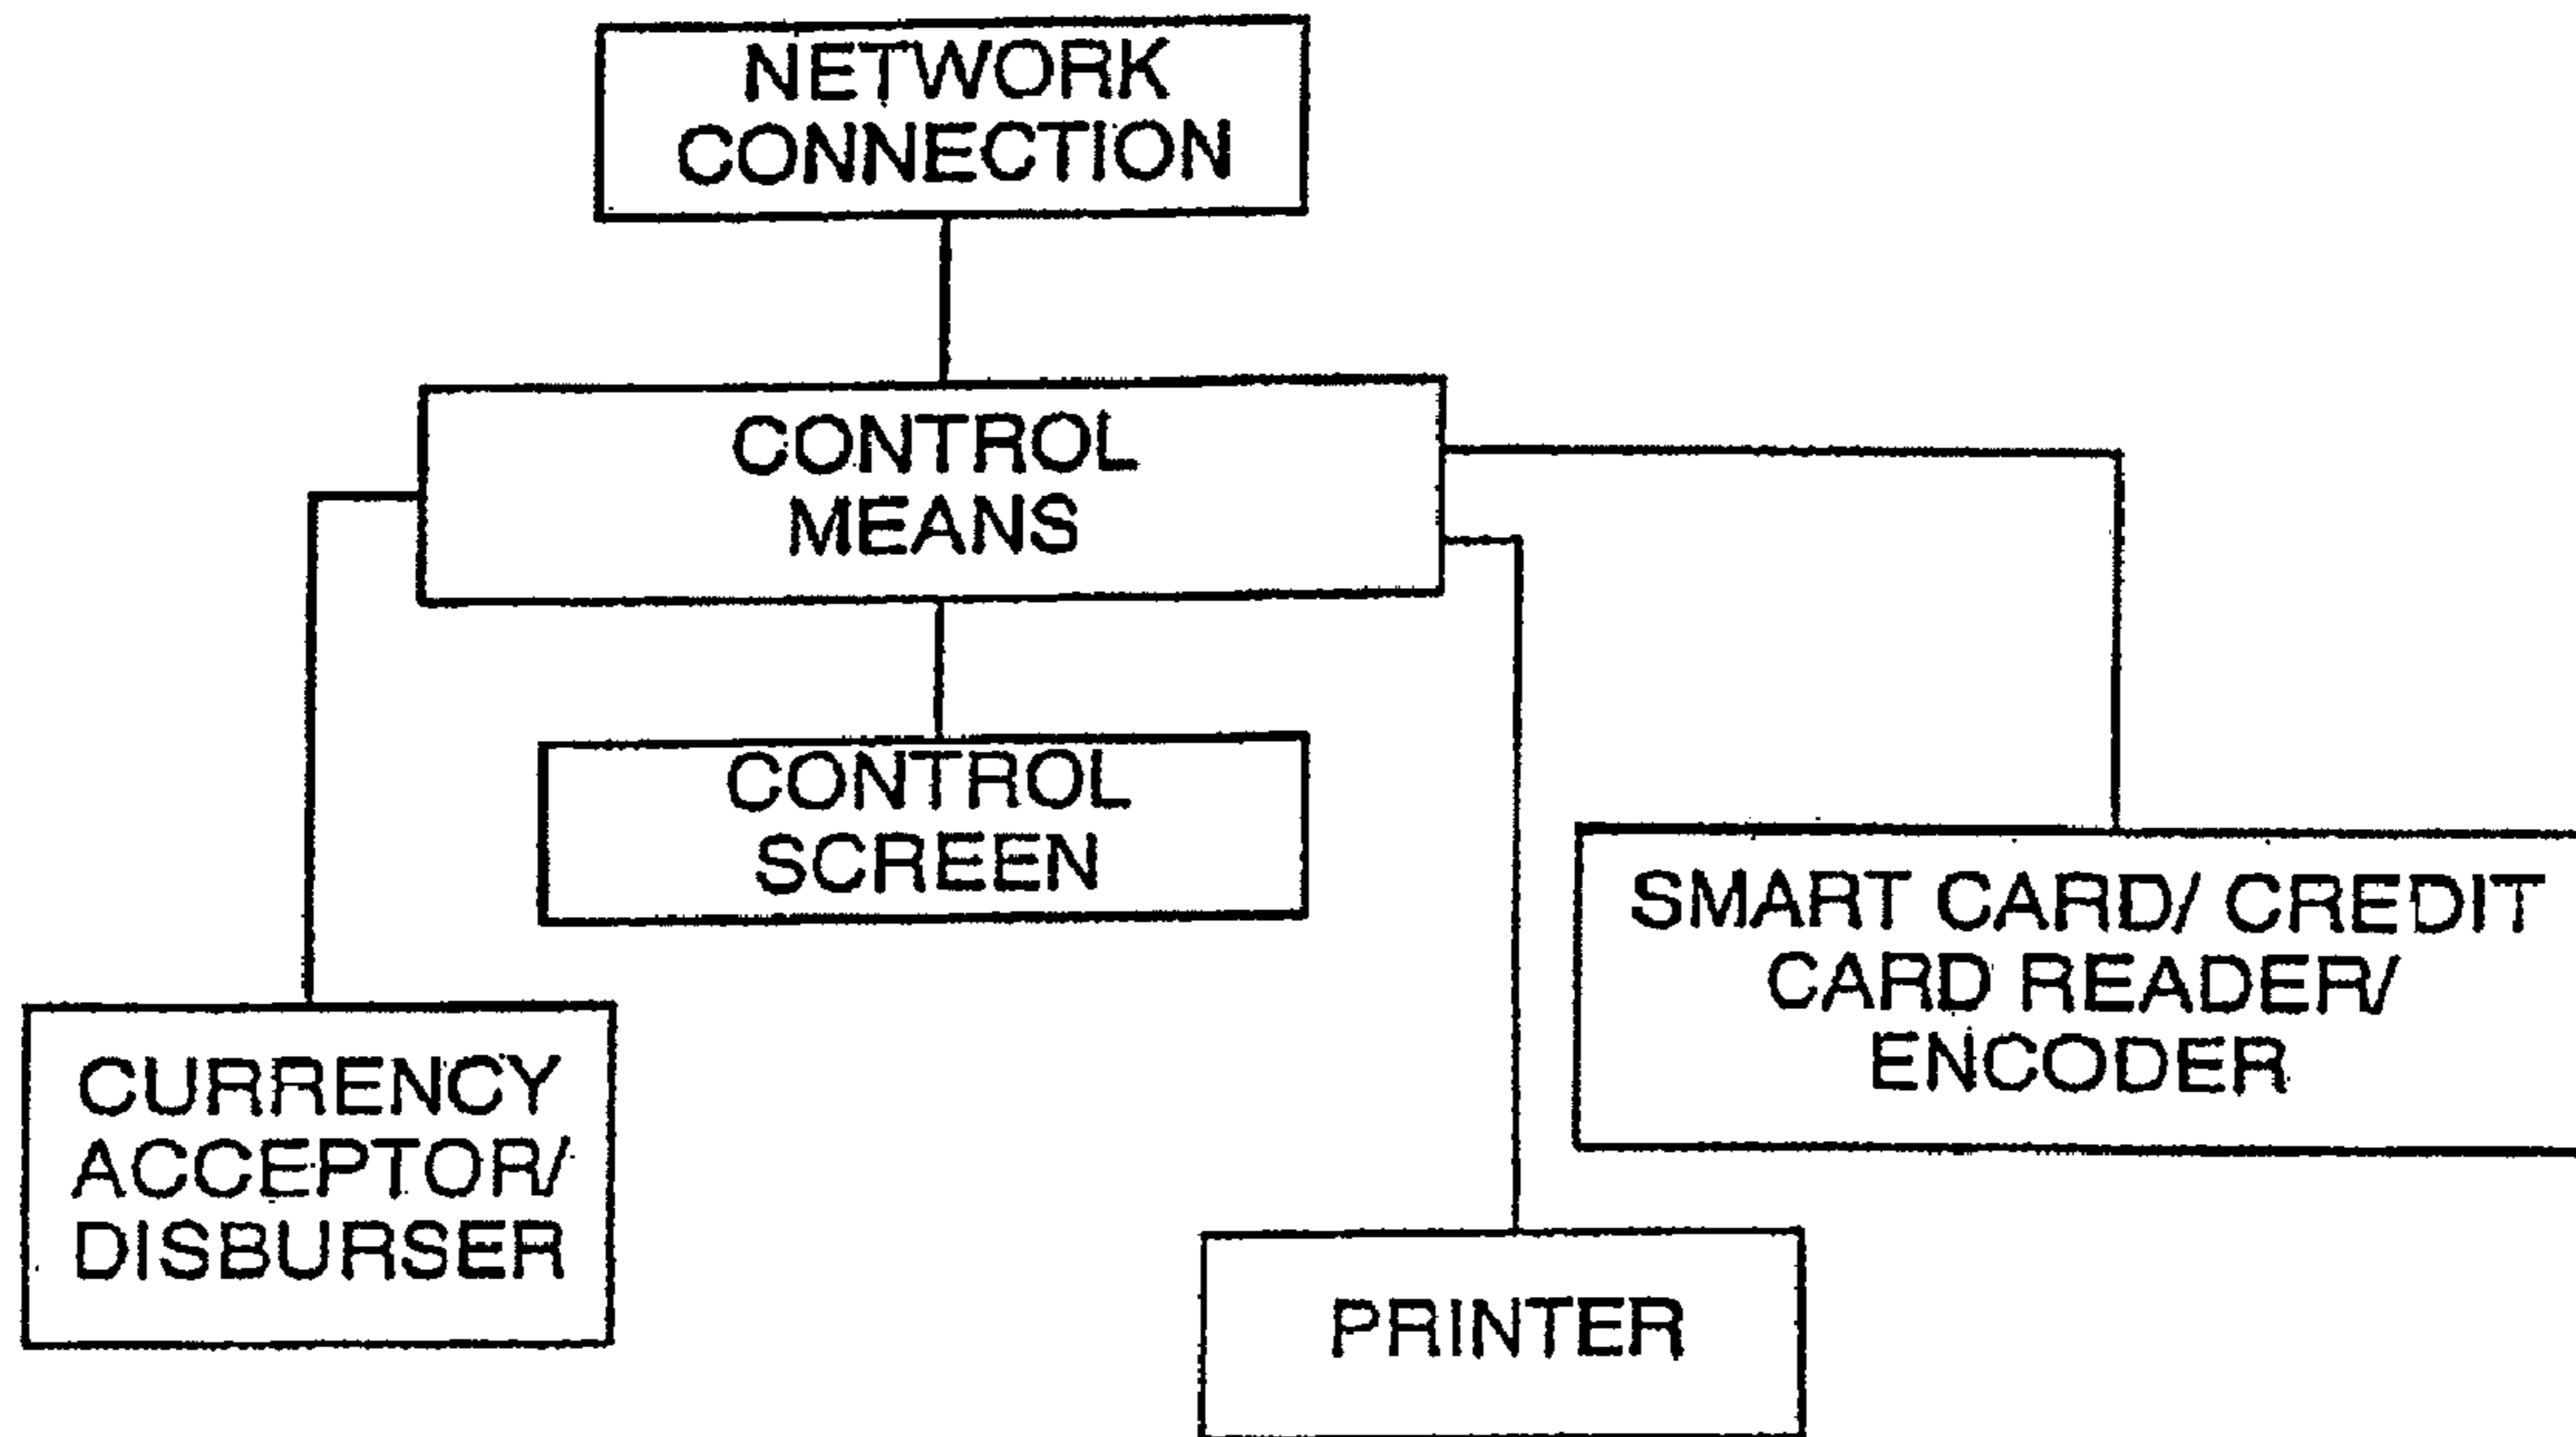 NETWORK
CONNECTION
CONTROL
MEANS
CONTROL
SCREEN
SMART CARD/ CREDIT
CARD READER/
ENCODER
CURRENCY
ACCEPTOR/
DISBURSER
PRINTER